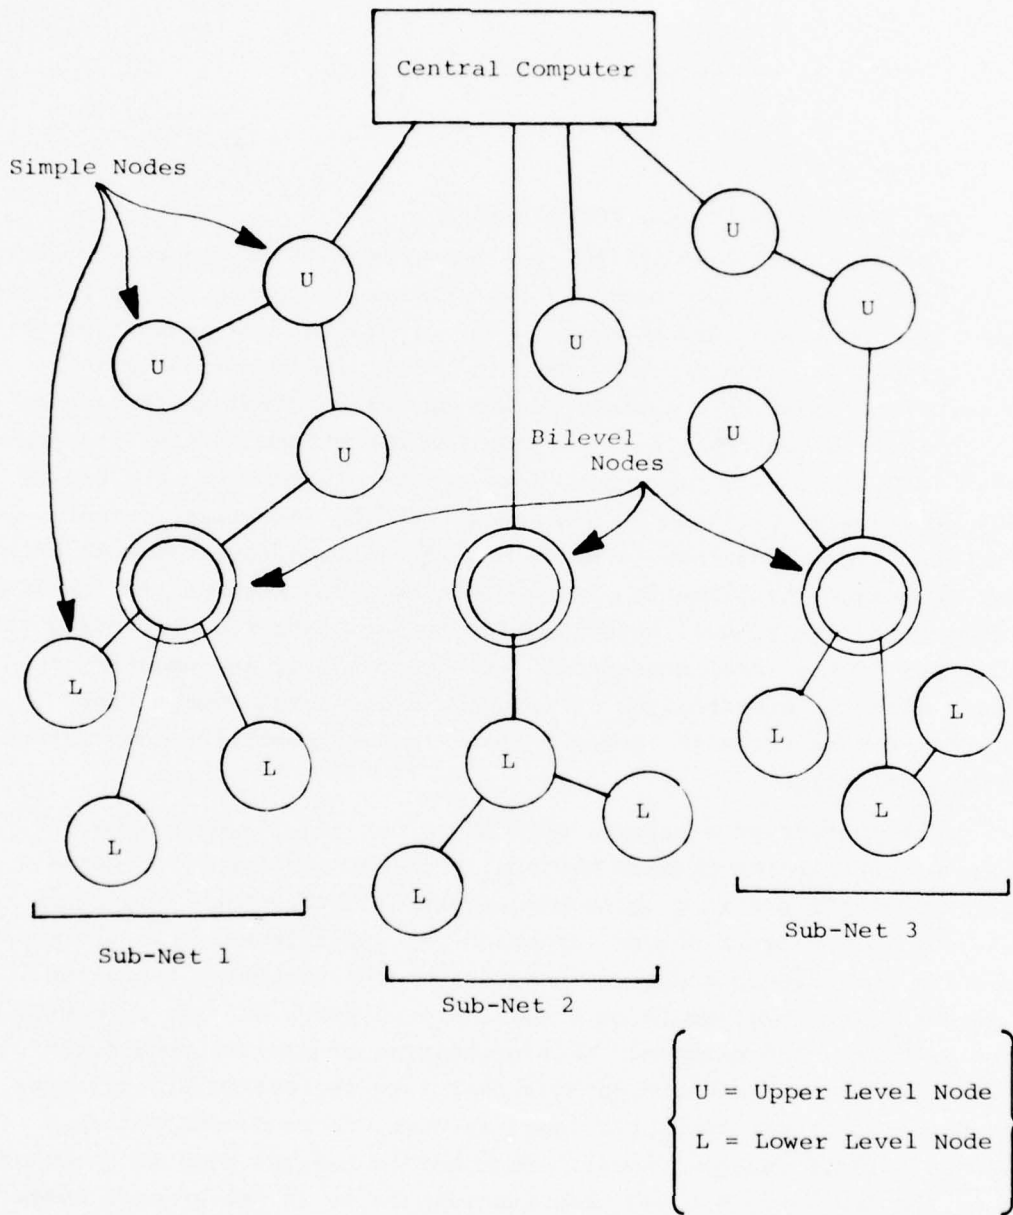 Central Computer
Simple Nodes
U
U
U
U
U
U
Bilevel
Nodes
U
U
L
L
L
L
L
L
L
L
L
Sub-Net 1
Sub-Net 2
Sub-Net 3
U = Upper Level Node
L = Lower Level Node